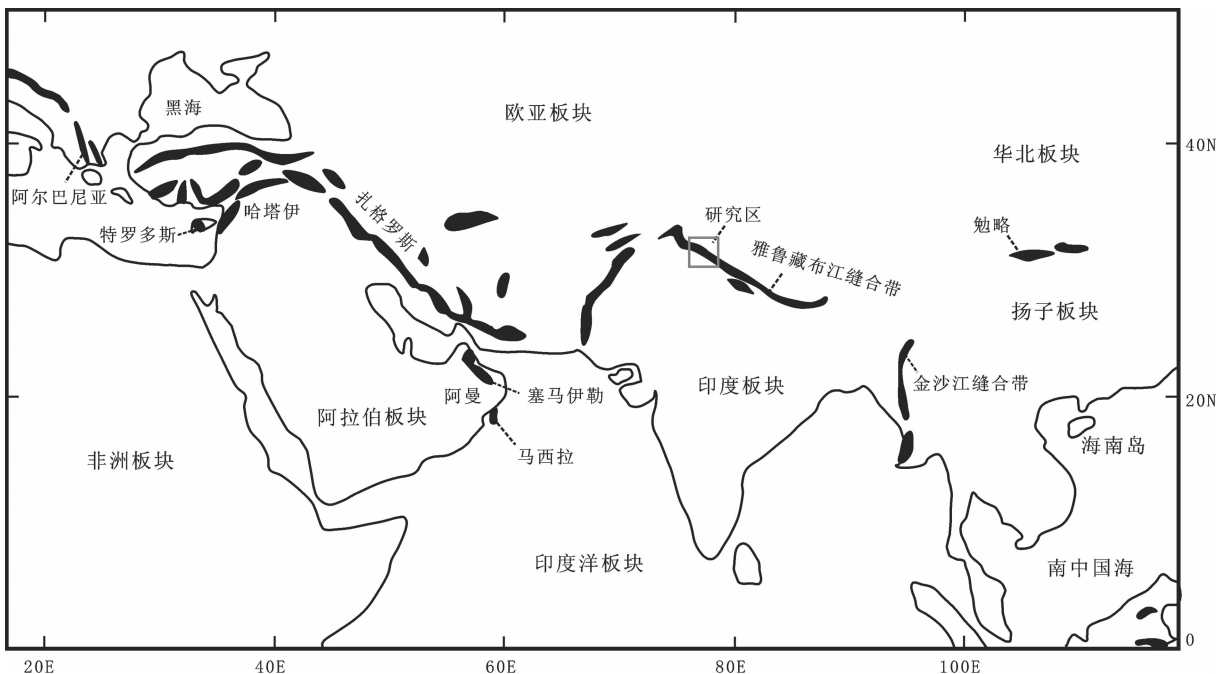 黑海
欧亚板块
华北板块
40N
阿尔巴尼亚
哈塔伊
扎格罗斯
特罗多斯
研究区
勉略
雅鲁藏布江缝合带
扬子板块
印度板块
金沙江缝合带
20N
阿曼
塞马伊勒
阿拉伯板块
海南岛
非洲板块
马西拉
印度洋板块
南中国海
0
20E
40E
60E
80E
100E